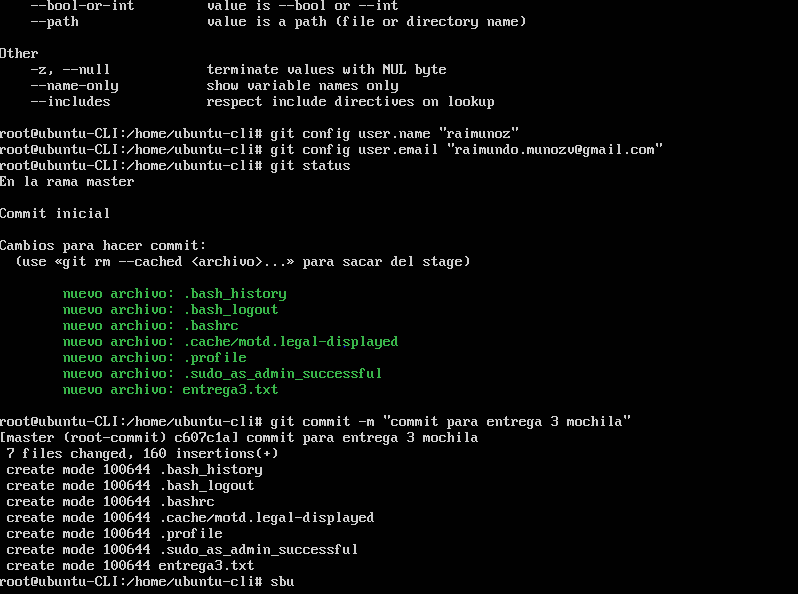 --bool-or-int value is --bool or --int
--path value is a path (file or directory name)
Other
-z, --null terminate values with NUL byte
--name-only show variable names only
--includes respect include directives on lookup
root@ubuntu-CLI:/home/ubuntu-cli# git config user.name "raimunoz"
root@ubuntu-CLI:/home/ubuntu-cli# git config user.email "raimundo.munozv@gmail.com"
root@ubuntu-CLI:/home/ubuntu-cli# git status
En la rama master
Commit inicial
Cambios para hacer commit:
(use «git rm --cached <archivo>...» para sacar del stage)
nuevo archivo: .bash_history
nuevo archivo: .bash_logout
nuevo archivo: .bashrc
nuevo archivo: .cache/motd.legal-displayed
nuevo archivo: .profile
nuevo archivo: .sudo_as_admin_successful
nuevo archivo: entrega3.txt
root@ubuntu-CLI:/home/ubuntu-cli# git commit -m "commit para entrega 3 mochila"
[master (root-commit) c607c1a] commit para entrega 3 mochila
7 files changed, 160 insertions(+)
create mode 100644 .bash_history
create mode 100644 .bash_logout
create mode 100644 .bashrc
create mode 100644 .cache/motd.legal-displayed
create mode 100644 .profile
create mode 100644 .sudo_as_admin_successful
create mode 100644 entrega3.txt
root@ubuntu-CLI:/home/ubuntu-cli# sbu